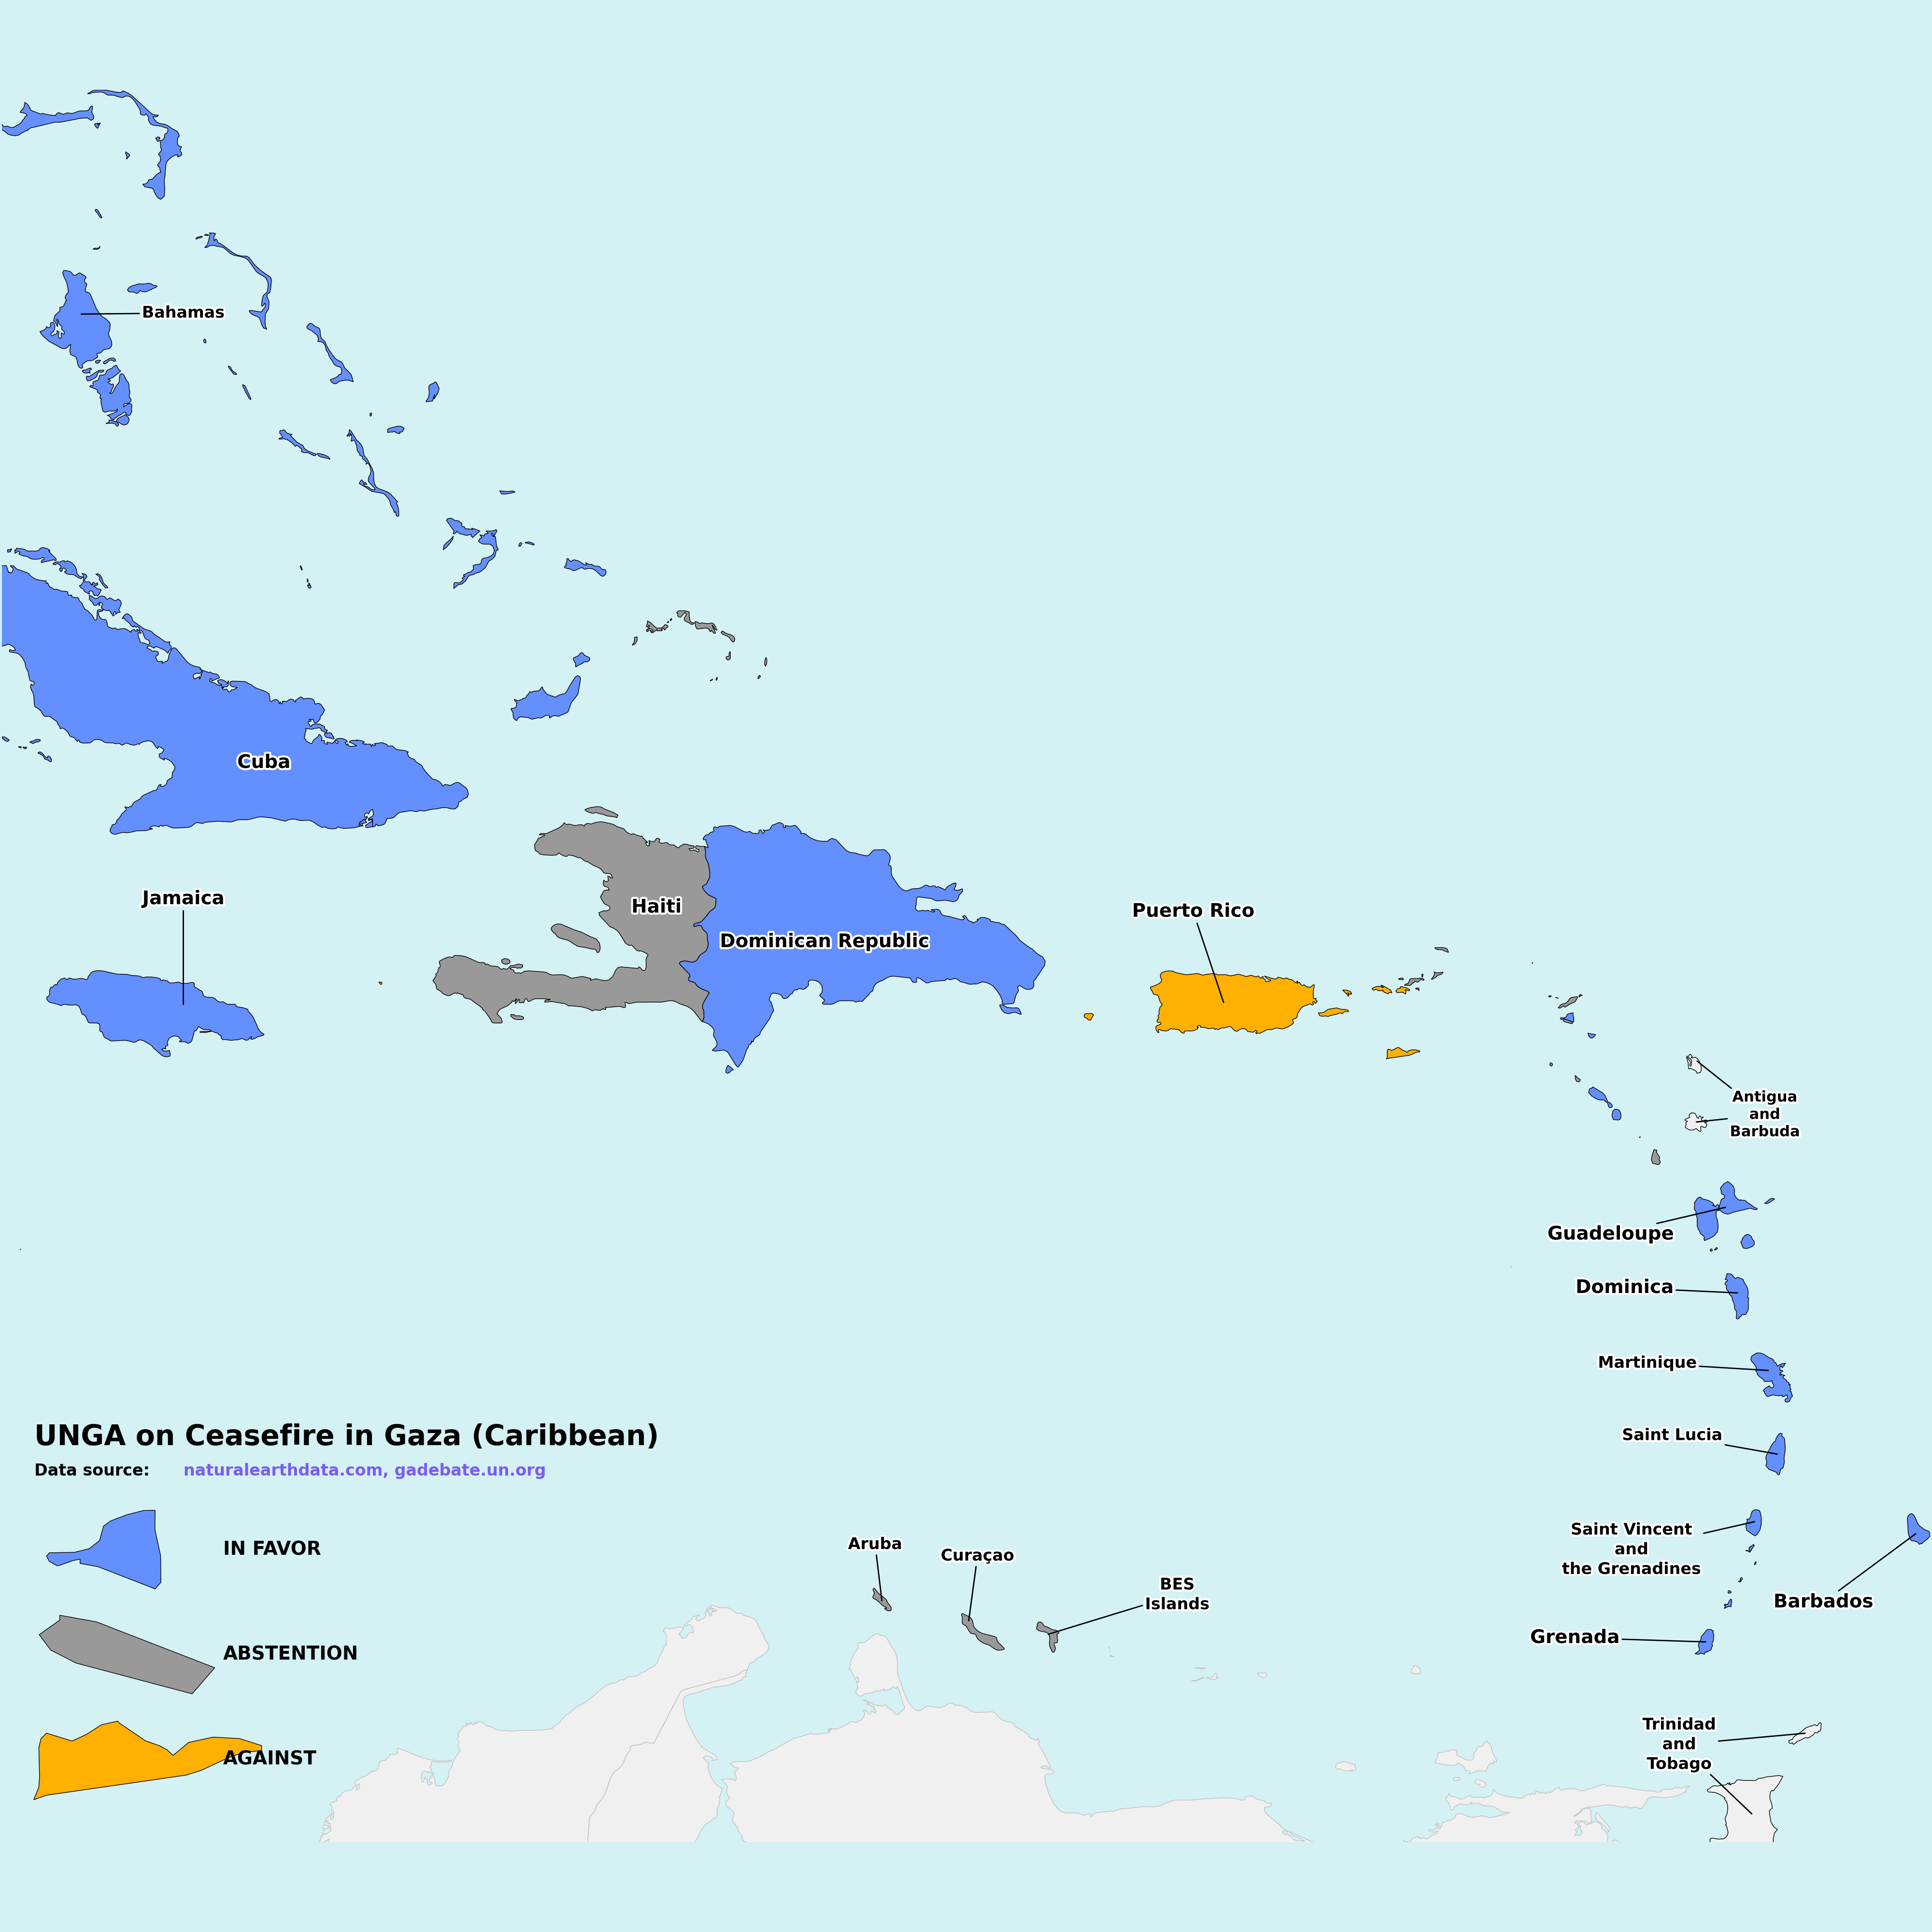 Bahamas
Cuba
Jamaica
Haiti
Dominican Republic
Puerto Rico
Antigua
and
Barbuda
Guadeloupe
Dominica
Martinique
Saint Lucia
Saint Vincent
and
the Grenadines
Barbados
Grenada
Trinidad
and
Tobago
Aruba
Curaçao
BES
Islands
UNGA on Ceasefire in Gaza (Caribbean)
Data source: naturalearthdata.com, gadebate.un.org
IN FAVOR
ABSTENTION
AGAINST